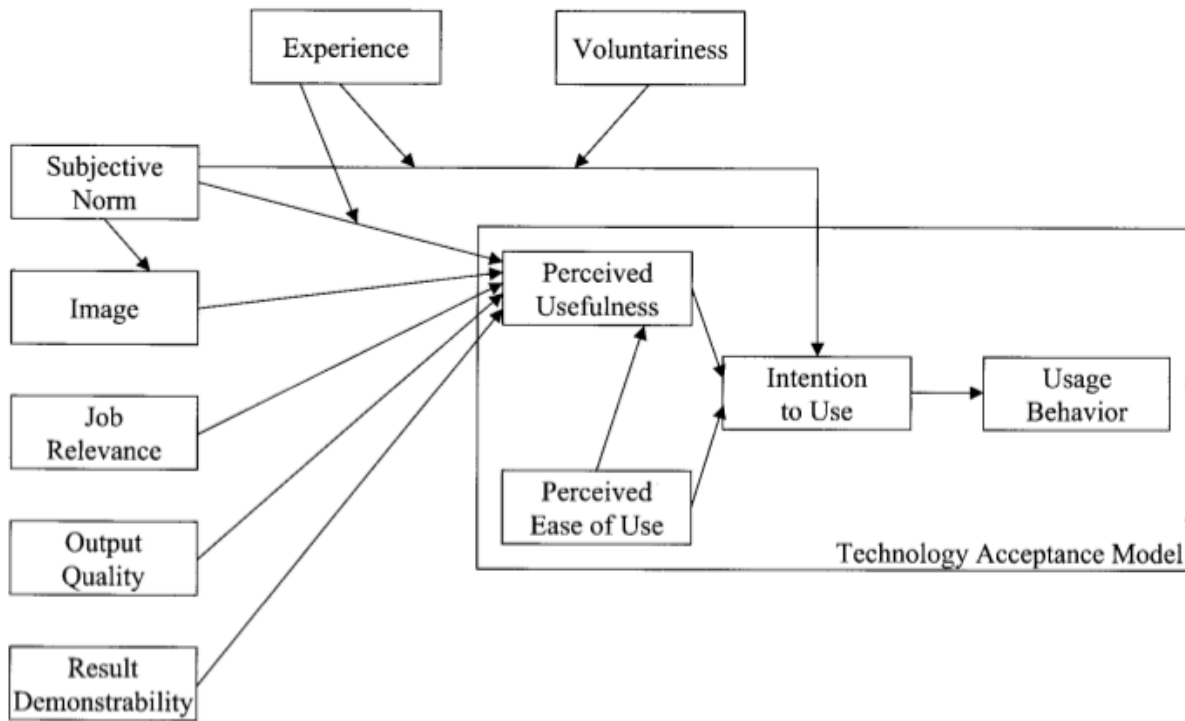 Experience
Voluntariness
Subjective
Norm
Image
Job
Relevance
Output
Quality
Result
Demonstrability
Perceived
Usefulness
Perceived
Ease of Use
Intention
to Use
Usage
Behavior
Technology Acceptance Model